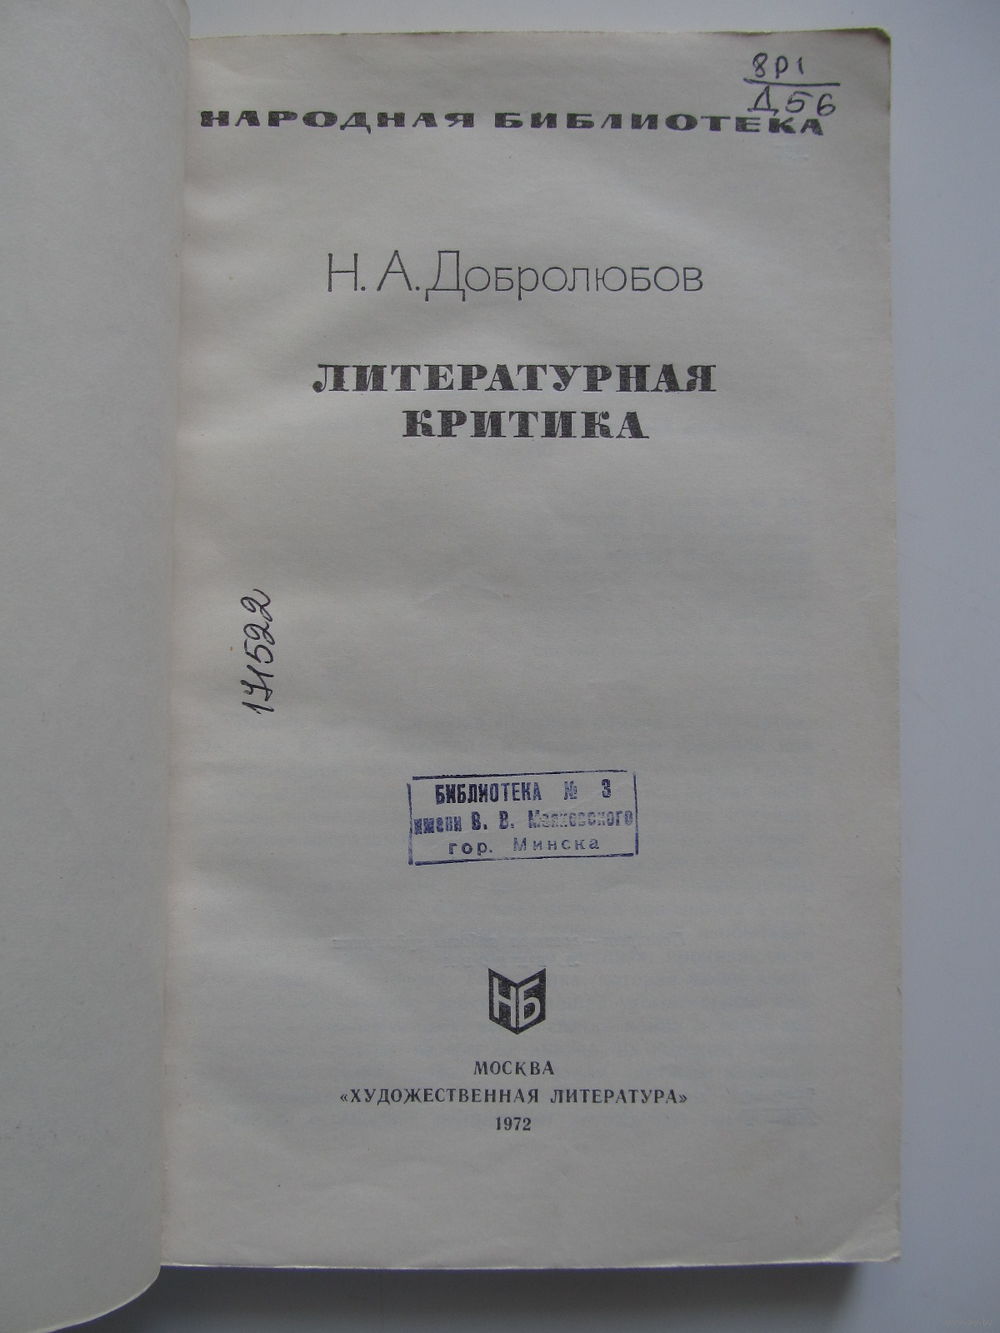 8Р1
Д56
НАРОДНАЯ БИБЛИОТЕКА
Н. А. Добролюбов
ЛИТЕРАТУРНАЯ
КРИТИКА
171522
БИБЛИОТЕКА № 3
имени В. В. Маяковского
гор. Минска
НБ
МОСКВА
«ХУДОЖЕСТВЕННАЯ ЛИТЕРАТУРА»
1972